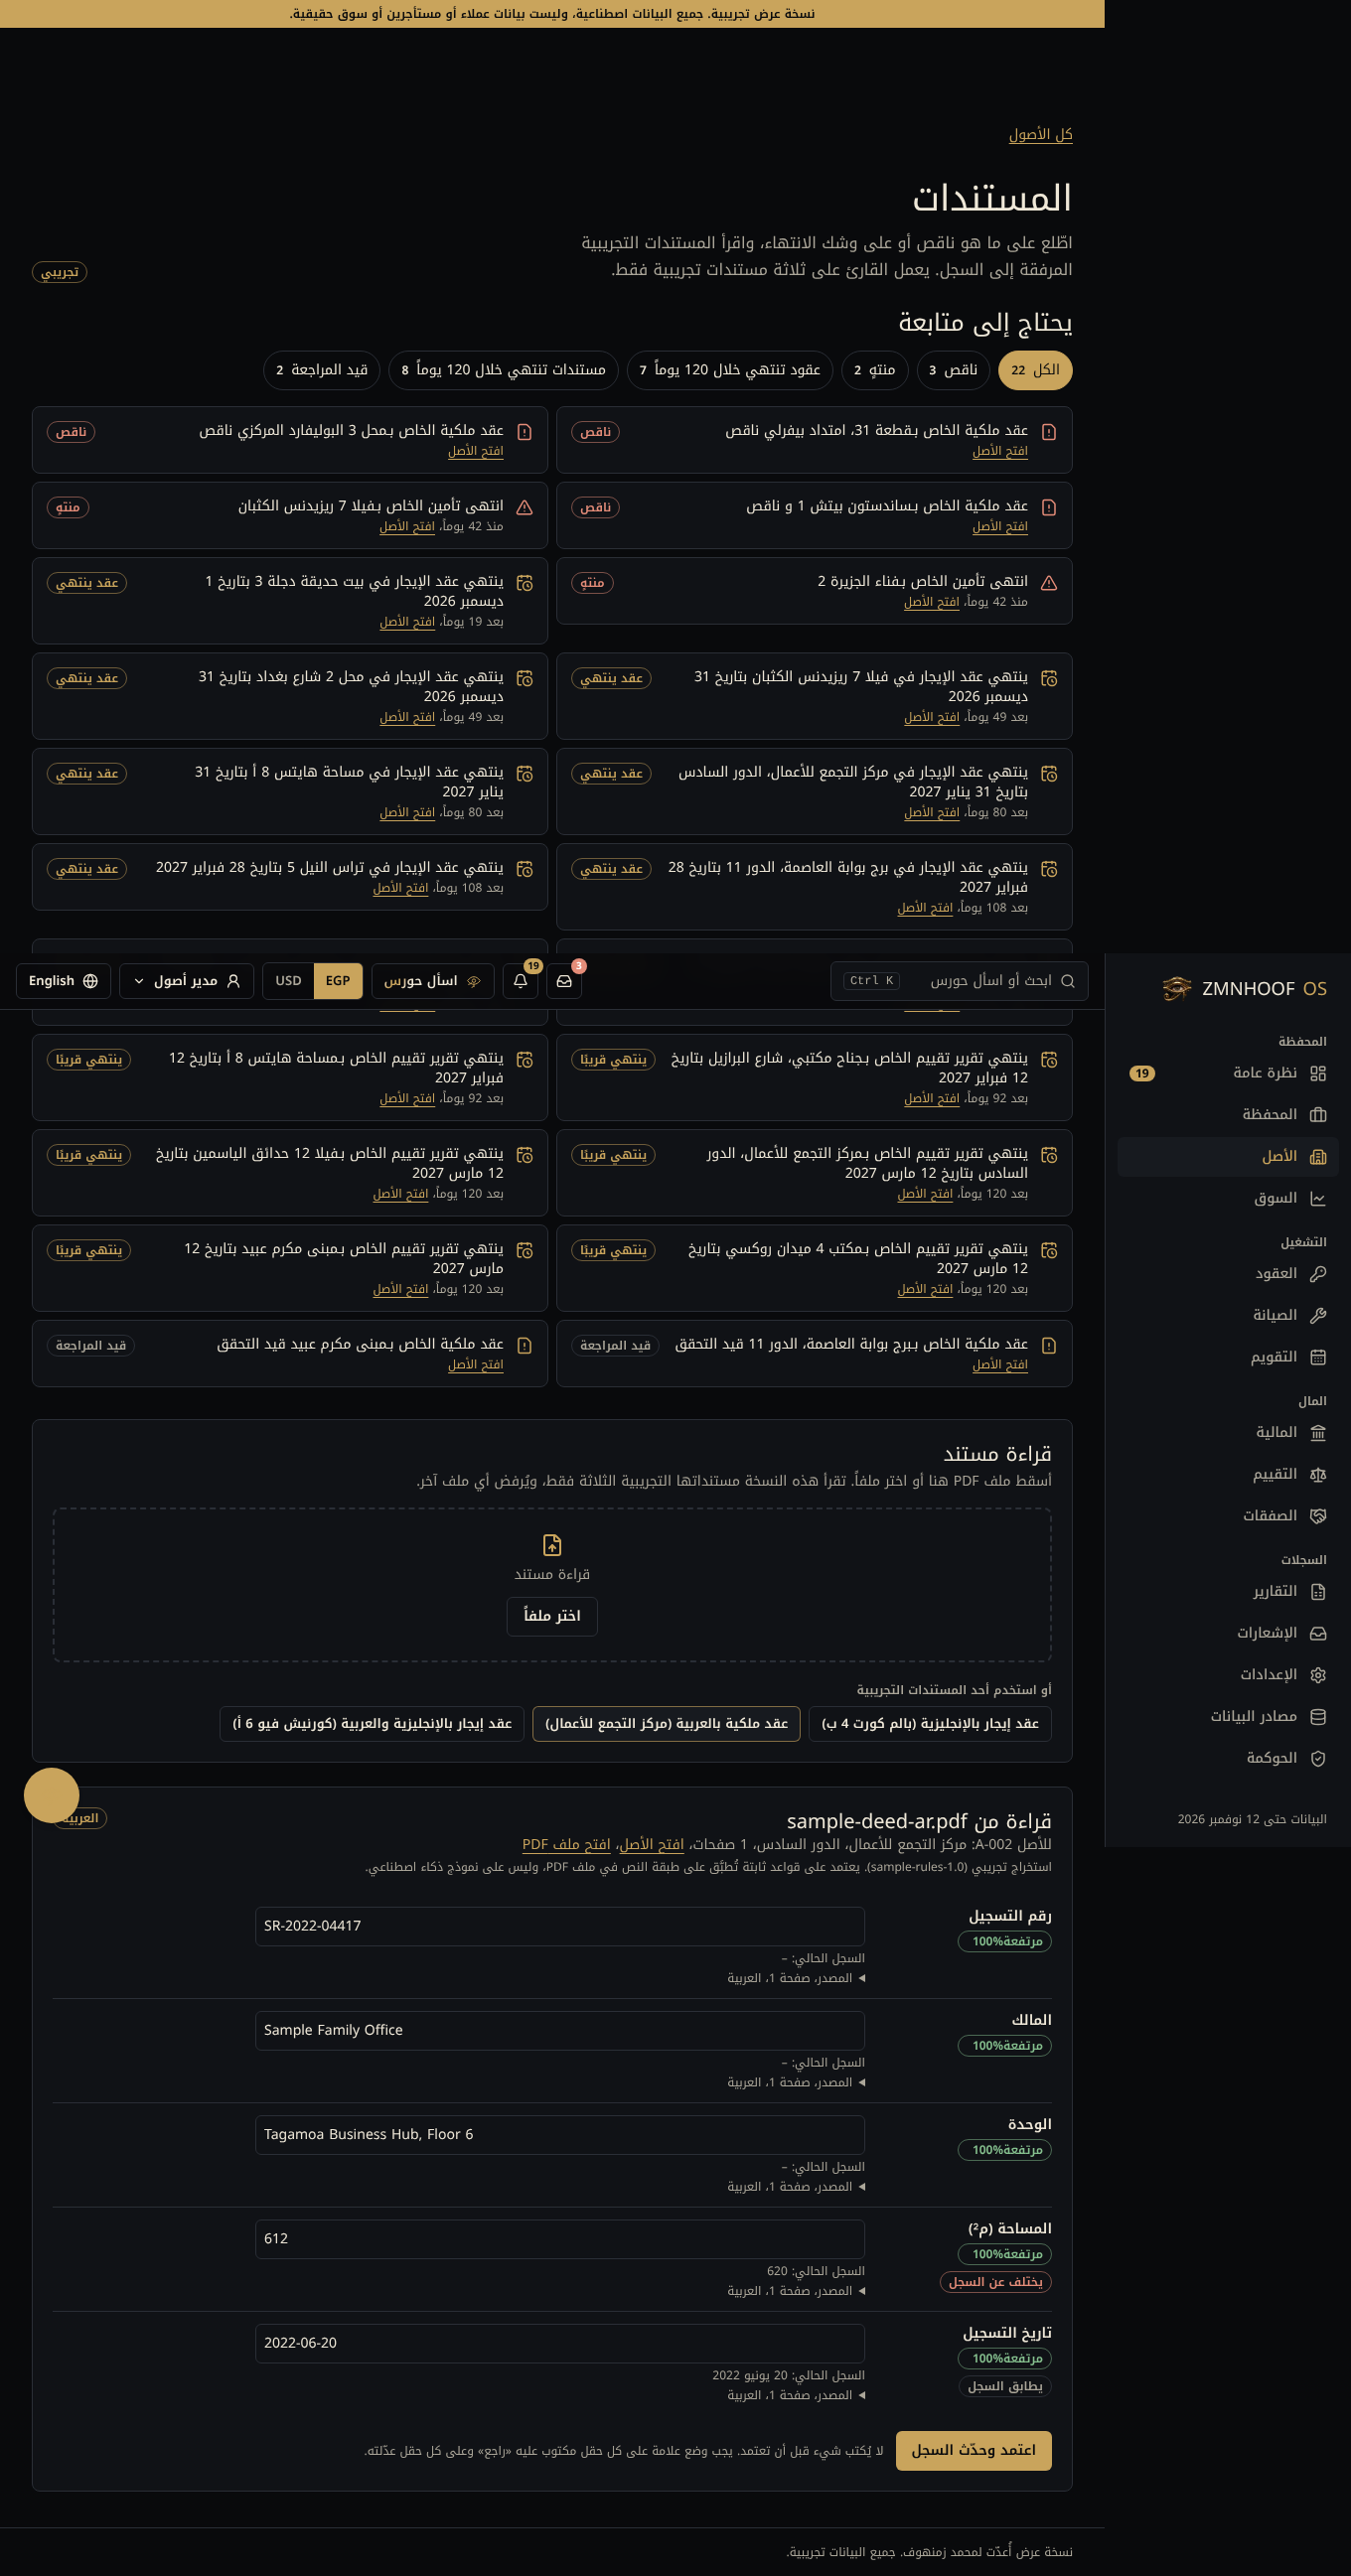 نسخة عرض تجريبية. جميع البيانات اصطناعية، وليست بيانات عملاء أو مستأجرين أو سوق حقيقية.
كل الأصول
المستندات
اطّلع على ما هو ناقص أو على وشك الانتهاء، واقرأ المستندات التجريبية
المرفقة إلى السجل. يعمل القارئ على ثلاثة مستندات تجريبية فقط.
تجريبي
يحتاج إلى متابعة
الكل 22
ناقص 3
منتهٍ 2
عقود تنتهي خلال 120 يوماً 7
مستندات تنتهي خلال 120 يوماً 8
قيد المراجعة 2
عقد ملكية الخاص بـقطعة 31، امتداد بيفرلي ناقص
افتح الأصل
ناقص
عقد ملكية الخاص بـمحل 3 البوليفارد المركزي ناقص
افتح الأصل
ناقص
عقد ملكية الخاص بـساندستون بيتش 1 و ناقص
افتح الأصل
ناقص
انتهى تأمين الخاص بـفيلا 7 ريزيدنس الكثبان
منذ 42 يوماً، افتح الأصل
منتهٍ
انتهى تأمين الخاص بـفناء الجزيرة 2
منذ 42 يوماً، افتح الأصل
منتهٍ
ينتهي عقد الإيجار في بيت حديقة دجلة 3 بتاريخ 1
ديسمبر 2026
بعد 19 يوماً، افتح الأصل
عقد ينتهي
ينتهي عقد الإيجار في فيلا 7 ريزيدنس الكثبان بتاريخ 31
ديسمبر 2026
بعد 49 يوماً، افتح الأصل
عقد ينتهي
ينتهي عقد الإيجار في محل 2 شارع بغداد بتاريخ 31
ديسمبر 2026
بعد 49 يوماً، افتح الأصل
عقد ينتهي
ينتهي عقد الإيجار في مركز التجمع للأعمال، الدور السادس
بتاريخ 31 يناير 2027
بعد 80 يوماً، افتح الأصل
عقد ينتهي
ينتهي عقد الإيجار في مساحة هايتس 8 أ بتاريخ 31
يناير 2027
بعد 80 يوماً، افتح الأصل
عقد ينتهي
ينتهي عقد الإيجار في برج بوابة العاصمة، الدور 11 بتاريخ 28
فبراير 2027
بعد 108 يوماً، افتح الأصل
عقد ينتهي
ينتهي عقد الإيجار في تراس النيل 5 بتاريخ 28 فبراير 2027
بعد 108 يوماً، افتح الأصل
عقد ينتهي
ابحث أو اسأل حورس
Ctrl K
3
19
اسأل حورس
EGP
USD
مدير أصول
English
ينتهي تقرير تقييم الخاص بـجناح مكتبي، شارع البرازيل بتاريخ
12 فبراير 2027
بعد 92 يوماً، افتح الأصل
ينتهي قريبًا
ينتهي تقرير تقييم الخاص بـمساحة هايتس 8 أ بتاريخ 12
فبراير 2027
بعد 92 يوماً، افتح الأصل
ينتهي قريبًا
ينتهي تقرير تقييم الخاص بـمركز التجمع للأعمال، الدور
السادس بتاريخ 12 مارس 2027
بعد 120 يوماً، افتح الأصل
ينتهي قريبًا
ينتهي تقرير تقييم الخاص بـفيلا 12 حدائق الياسمين بتاريخ
12 مارس 2027
بعد 120 يوماً، افتح الأصل
ينتهي قريبًا
ينتهي تقرير تقييم الخاص بـمكتب 4 ميدان روكسي بتاريخ
12 مارس 2027
بعد 120 يوماً، افتح الأصل
ينتهي قريبًا
ينتهي تقرير تقييم الخاص بـمبنى مكرم عبيد بتاريخ 12
مارس 2027
بعد 120 يوماً، افتح الأصل
ينتهي قريبًا
عقد ملكية الخاص بـبرج بوابة العاصمة، الدور 11 قيد التحقق
افتح الأصل
قيد المراجعة
عقد ملكية الخاص بـمبنى مكرم عبيد قيد التحقق
افتح الأصل
قيد المراجعة
قراءة مستند
أسقط ملف PDF هنا أو اختر ملفاً. تقرأ هذه النسخة مستنداتها التجريبية الثلاثة فقط، ويُرفض أي ملف آخر.
قراءة مستند
اختر ملفاً
أو استخدم أحد المستندات التجريبية
عقد إيجار بالإنجليزية (بالم كورت 4 ب)
عقد ملكية بالعربية (مركز التجمع للأعمال)
عقد إيجار بالإنجليزية والعربية (كورنيش فيو 6 أ)
قراءة من sample-deed-ar.pdf
للأصل A-002: مركز التجمع للأعمال، الدور السادس، 1 صفحات، افتح الأصل، افتح ملف PDF
استخراج تجريبي (sample-rules-1.0). يعتمد على قواعد ثابتة تُطبَّق على طبقة النص في ملف PDF، وليس على نموذج ذكاء اصطناعي.
رقم التسجيل
مرتفعة 100%
SR-2022-04417
السجل الحالي: –
المصدر، صفحة 1، العربية
المالك
مرتفعة 100%
Sample Family Office
السجل الحالي: –
المصدر، صفحة 1، العربية
الوحدة
مرتفعة 100%
Tagamoa Business Hub, Floor 6
السجل الحالي: –
المصدر، صفحة 1، العربية
المساحة (م²)
مرتفعة 100%
يختلف عن السجل
612
السجل الحالي: 620
المصدر، صفحة 1، العربية
تاريخ التسجيل
مرتفعة 100%
يطابق السجل
2022-06-20
السجل الحالي: 20 يونيو 2022
المصدر، صفحة 1، العربية
اعتمد وحدّث السجل
لا يُكتب شيء قبل أن تعتمد. يجب وضع علامة على كل حقل مكتوب عليه «راجع» وعلى كل حقل عدّلته.
نسخة عرض أُعدّت لمحمد زمنهوف. جميع البيانات تجريبية.
ZMNHOOF OS
المحفظة
نظرة عامة
19
المحفظة
الأصل
السوق
التشغيل
العقود
الصيانة
التقويم
المال
المالية
التقييم
الصفقات
السجلات
التقارير
الإشعارات
الإعدادات
مصادر البيانات
الحوكمة
البيانات حتى 12 نوفمبر 2026